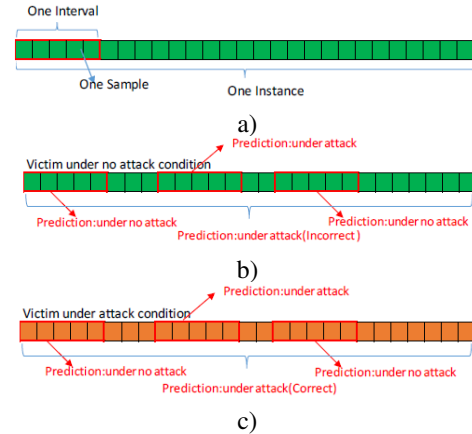 One Interval
One Sample
One Instance
a)
Prediction:under attack
Victim under no attack condition
Prediction:under no attack
Prediction:under no attack
Prediction:under attack(Incorrect )
b)
Prediction:under attack
Victim under attack condition
Prediction:under no attack
Prediction:under no attack
Prediction:under attack(Correct)
c)